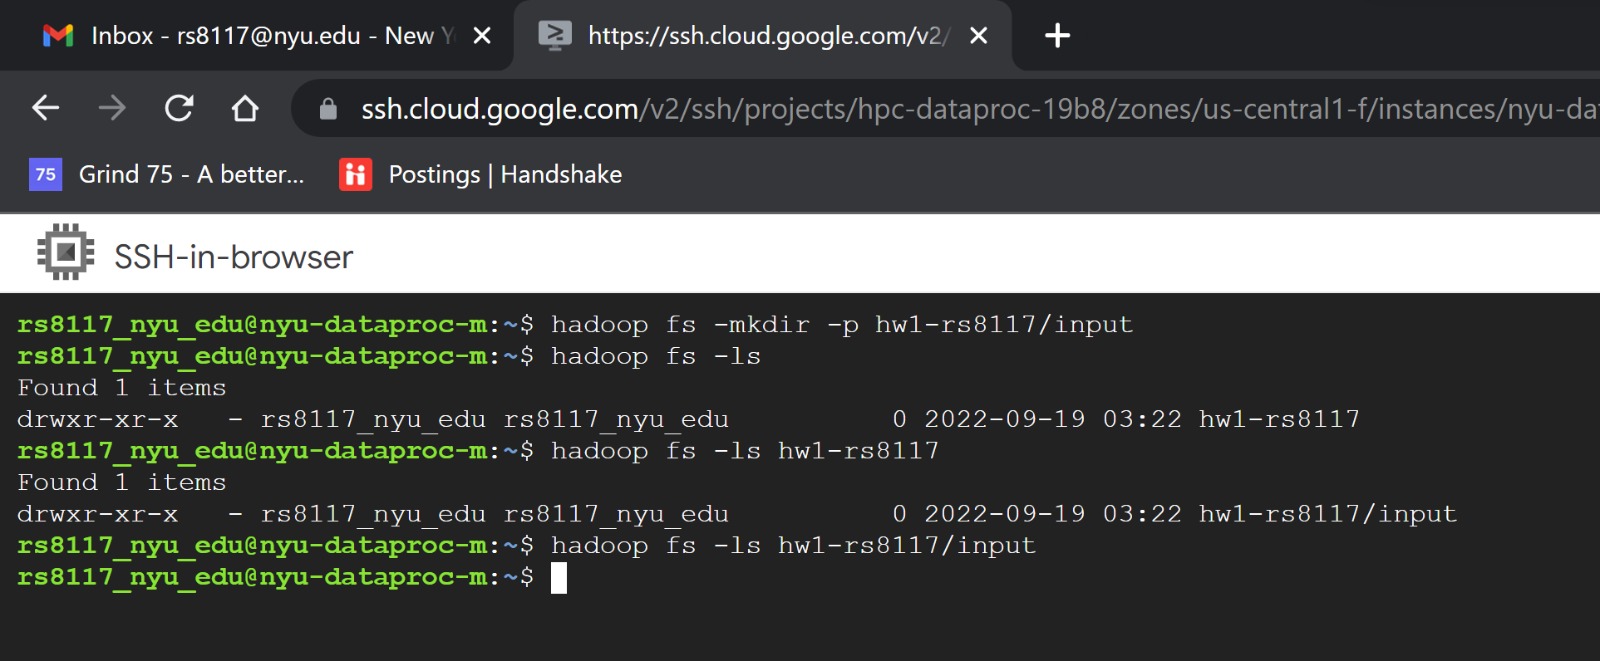 Inbox - rs8117@nyu.edu - New Y
https://ssh.cloud.google.com/v2/
ssh.cloud.google.com/v2/ssh/projects/hpc-dataproc-19b8/zones/us-central1-f/instances/nyu-da
75 Grind 75 - A better...
Postings | Handshake
SSH-in-browser
rs8117_nyu_edu@nyu-dataproc-m:~$ hadoop fs -mkdir -p hw1-rs8117/input
rs8117_nyu_edu@nyu-dataproc-m:~$ hadoop fs -ls
Found 1 items
drwxr-xr-x   - rs8117_nyu_edu rs8117_nyu_edu          0 2022-09-19 03:22 hw1-rs8117
rs8117_nyu_edu@nyu-dataproc-m:~$ hadoop fs -ls hw1-rs8117
Found 1 items
drwxr-xr-x   - rs8117_nyu_edu rs8117_nyu_edu          0 2022-09-19 03:22 hw1-rs8117/input
rs8117_nyu_edu@nyu-dataproc-m:~$ hadoop fs -ls hw1-rs8117/input
rs8117_nyu_edu@nyu-dataproc-m:~$